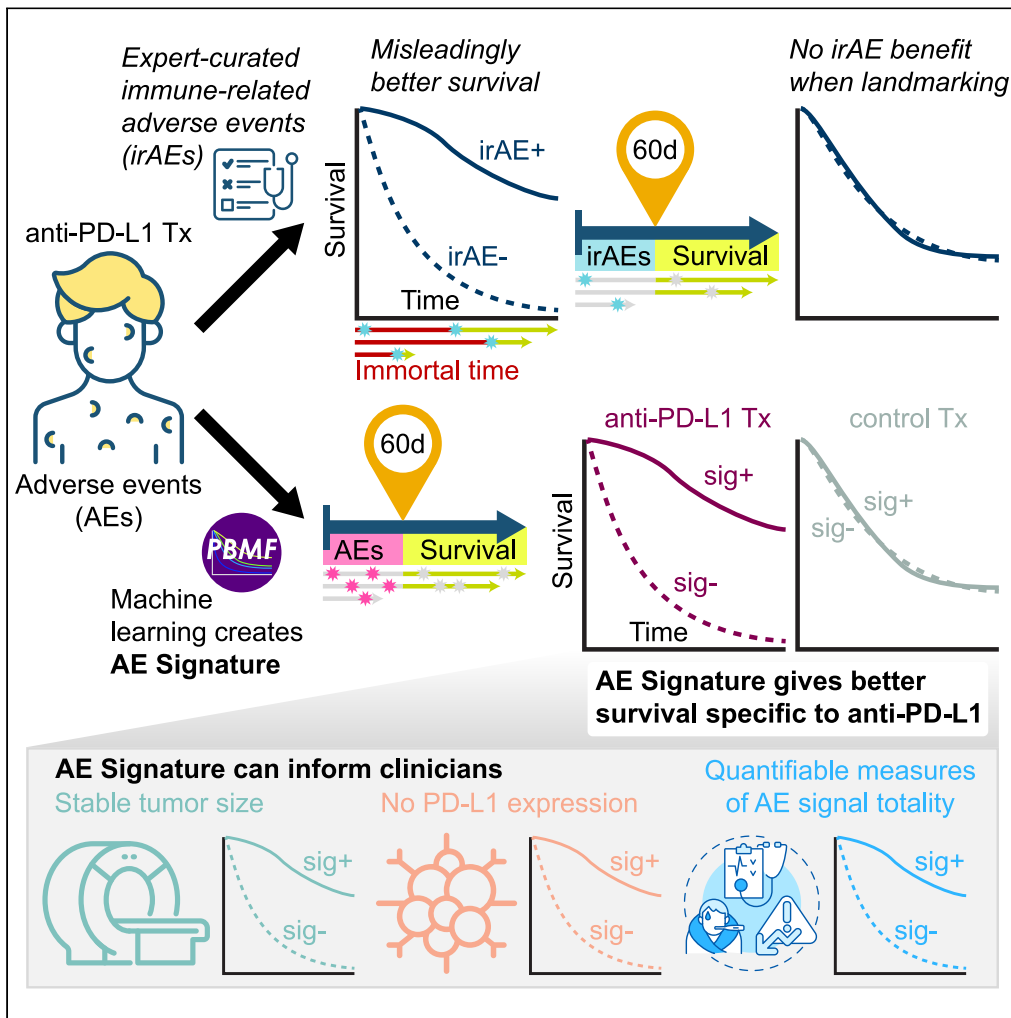 Expert-curated
immune-related
adverse events
(irAEs)
anti-PD-L1 Tx
Adverse events
(AEs)
Misleadingly
better survival
Survival
irAE+
irAE-
Time
Immortal time
60d
irAEs
Survival
No irAE benefit
when landmarking
PBMF
Machine
learning creates
AE Signature
60d
AEs
Survival
anti-PD-L1 Tx
Survival
sig+
sig-
Time
control Tx
sig+
sig-
AE Signature gives better
survival specific to anti-PD-L1
AE Signature can inform clinicians
Stable tumor size
sig+
sig-
No PD-L1 expression
sig+
sig-
Quantifiable measures
of AE signal totality
sig+
sig-